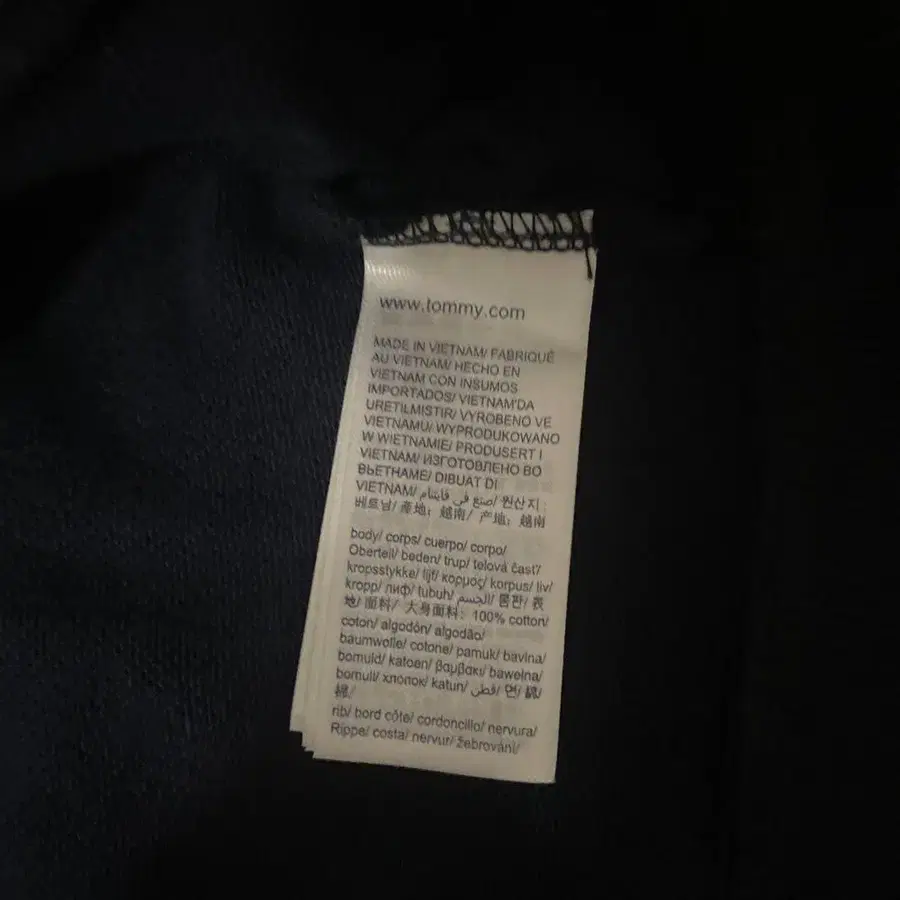 www.tommy.com
MADE IN VIETNAM/ FABRIQUÉ
AU VIETNAM/ HECHO EN
VIETNAM CON INSUMOS
IMPORTADOS/ VIETNAM'DA
URETILMISTIR/ VYROBENO VE
VIETNAMU/ WYPRODUKOWANO
W WIETNAMIE/ PRODUSERT I
VIETNAM/ ИЗГОТОВЛЕНО ВО
ВЬЕТНАМЕ/ DIBUAT DI
VIETNAM/ صنع في فايتنام/ 원산지 :
베트남/ 產地: 越南/ 产地: 越南
body/ corps/ cuerpo/ corpo/
Oberteil/ beden/ trup/ telová čast'/
kropsstykke/ lijf/ κορμος/ korpus/ liv/
kropp/ лиф/ tubuh/ الجسم/ 몸판/ 表
地/ 面料/ 大身面料: 100% cotton/
coton/ algodón/ algodão/
baumwolle/ cotone/ pamuk/ bavlna/
bomuld/ katoen/ βαμβακι/ bawełna/
bomull/ хлопок/ katun/ قطن/ 면/ 綿/
棉/
rib/ bord côte/ cordoncillo/ nervura/
Rippe/ costa/ nervur/ žebrování/